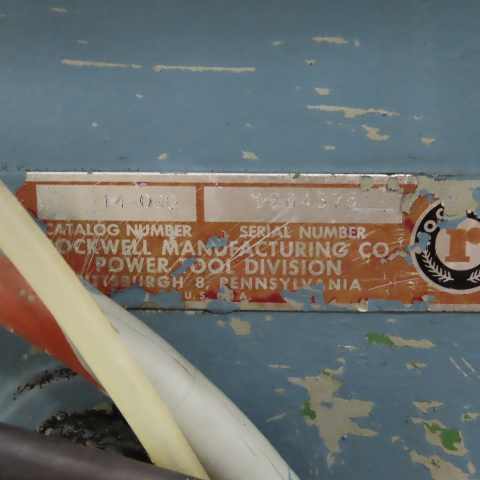 CATALOG NUMBER SERIAL NUMBER
ROCKWELL MANUFACTURING CO
POWER TOOL DIVISION
PITTSBURGH 8, PENNSYLVANIA
U.S.A.
r